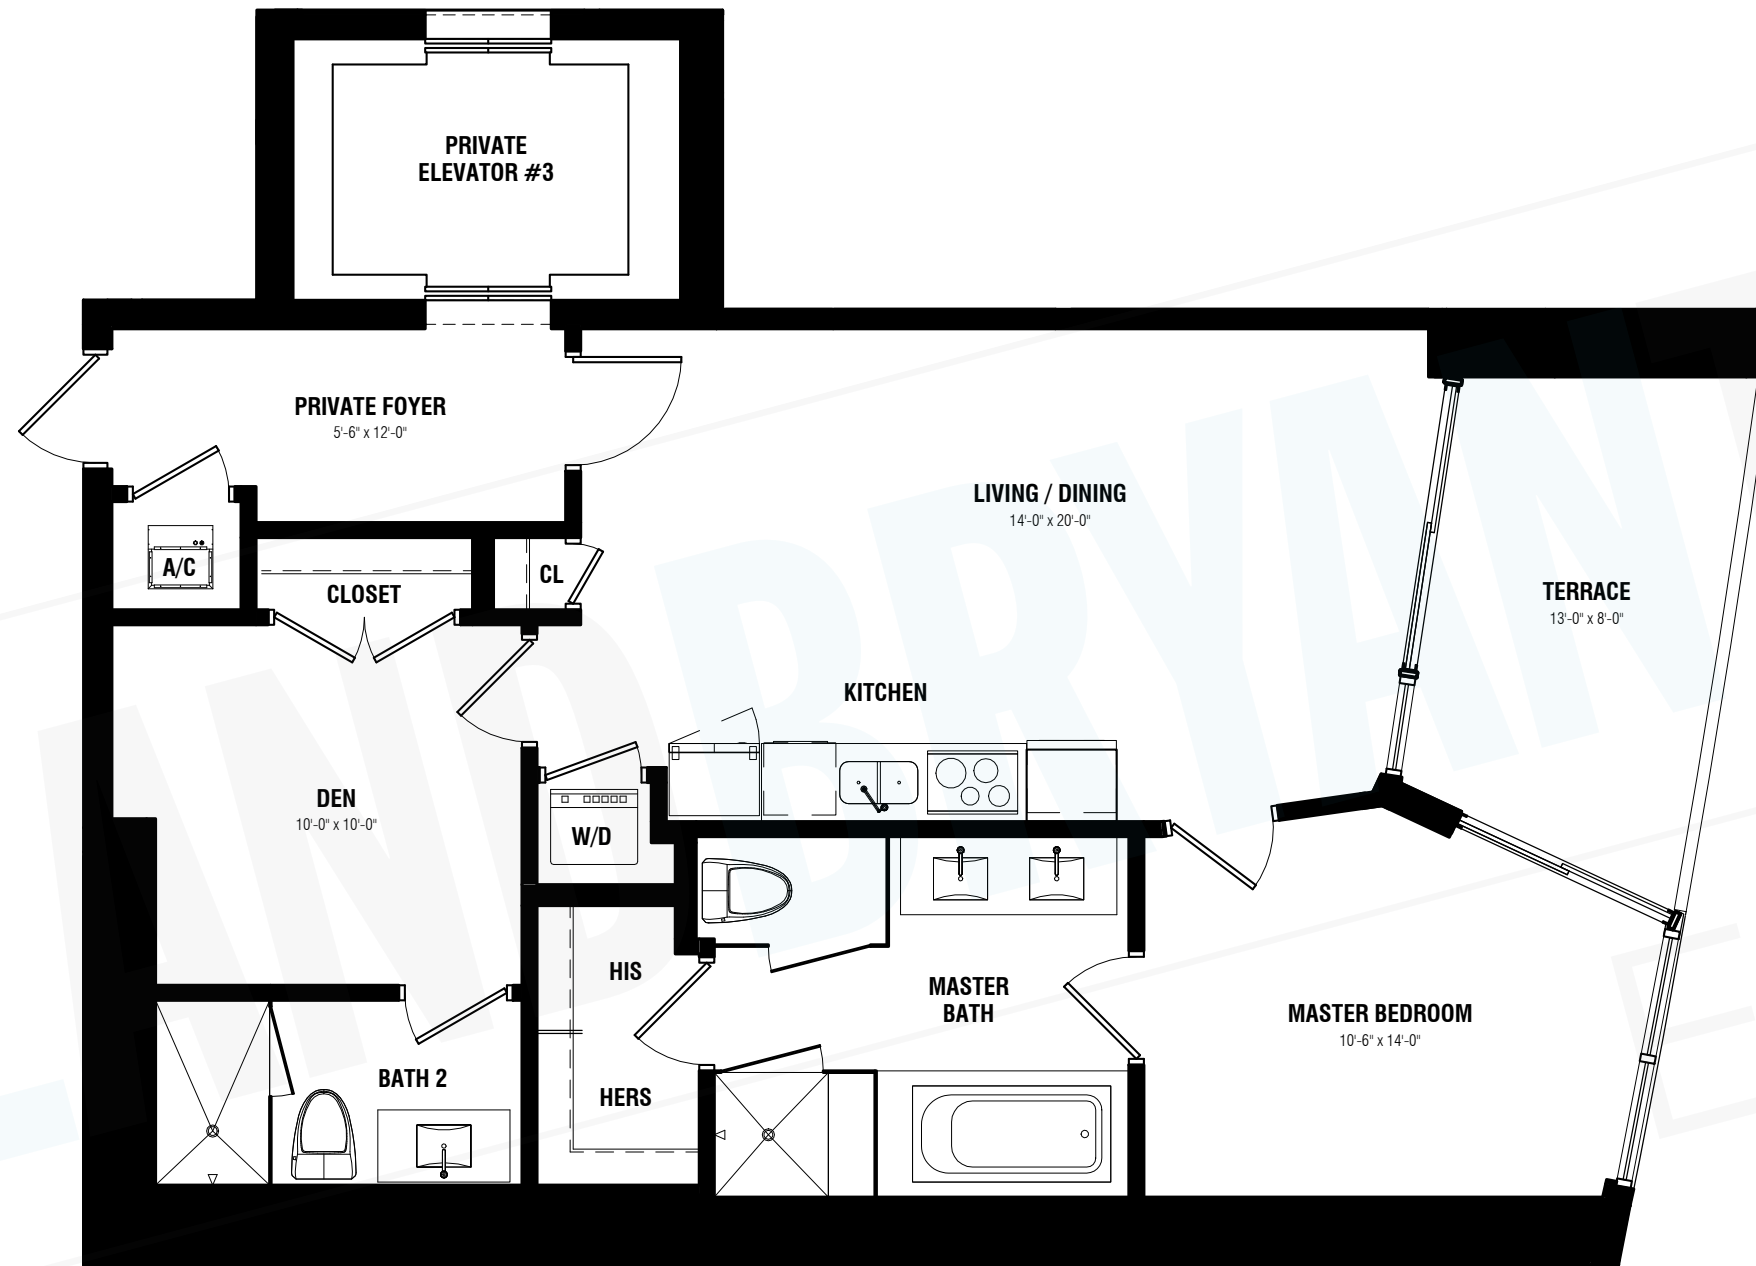 PRIVATE
ELEVATOR #3
PRIVATE FOYER
5'-6" x 12'-0"
LIVING / DINING
14'-0" x 20'-0"
A/C
CLOSET
CL
TERRACE
13'-0" x 8'-0"
KITCHEN
DEN
10'-0" x 10'-0"
W/D
HIS
MASTER
BATH
MASTER BEDROOM
10'-6" x 14'-0"
BATH 2
HERS